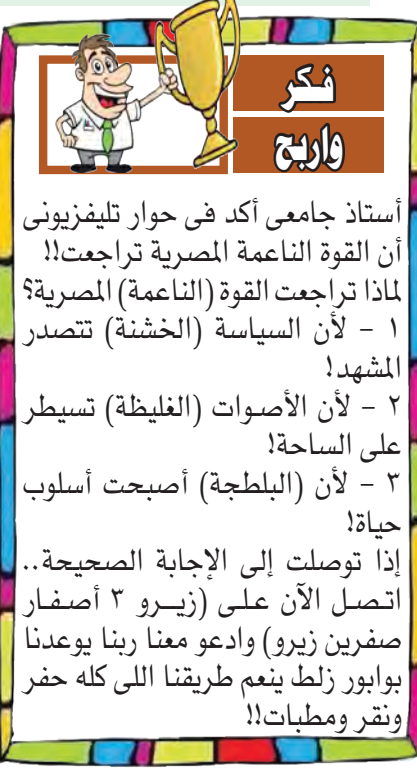 فكر
واربح
أستاذ جامعى أكد فى حوار تليفزيونى
أن القوة الناعمة المصرية تراجعت!!
لماذا تراجعت القوة (الناعمة) المصرية؟
١ - لأن السياسة (الخشنة) تتصدر
المشهد!
٢ - لأن الأصوات (الغليظة) تسيطر
على الساحة!
٣ - لأن (البلطجة) أصبحت أسلوب
حياة!
إذا توصلت إلى الإجابة الصحيحة..
اتصل الآن على (زيرو ٣ أصفار
صفرين زيرو) وادعو معنا ربنا يوعدنا
بوابور زلط ينعم طريقنا اللى كله حفر
ونقر ومطبات!!